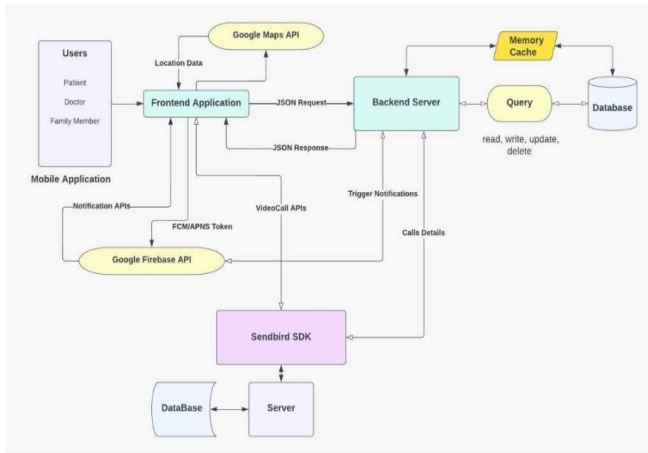 Users
Patient
Doctor
Family Member
Mobile Application
Google Maps API
Location Data
Frontend Application
JSON Request
JSON Response
Backend Server
Memory
Cache
Query
Database
read, write, update,
delete
Notification APIs
FCM/APNS Token
VideoCall APIs
Trigger Notifications
Calls Details
Google Firebase API
Sendbird SDK
DataBase
Server